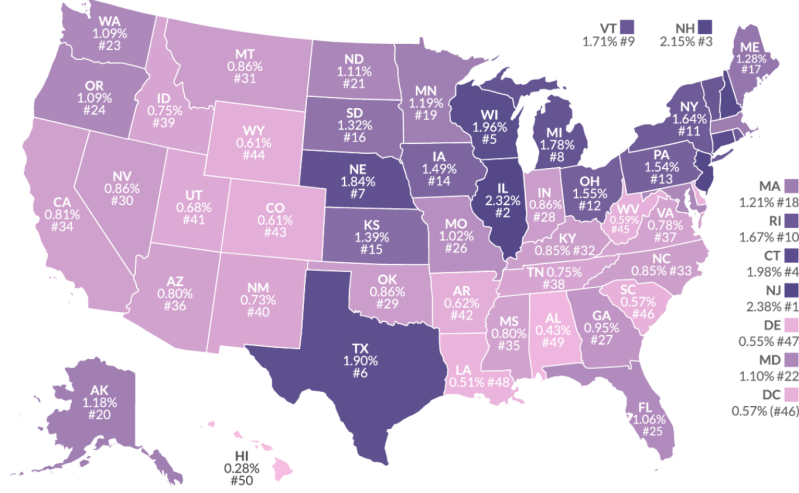 WA
1.09%
#23
VT
1.71% #9
NH
2.15% #3
ME
1.28%
#17
MT
0.86%
#31
ND
1.11%
#21
MN
1.19%
#19
OR
1.09%
#24
ID
0.75%
#39
WY
0.61%
#44
SD
1.32%
#16
WI
1.96%
#5
MI
1.78%
#8
NY
1.64%
#11
PA
1.54%
#13
NE
1.84%
#7
IA
1.49%
#14
IL
2.32%
#2
IN
0.86%
#28
OH
1.55%
#12
NV
0.86%
#30
UT
0.68%
#41
CO
0.61%
#43
CA
0.81%
#34
KS
1.39%
#15
MO
1.02%
#26
KY
0.85% #32
WV
0.59%
#45
VA
0.78%
#37
MA
1.21% #18
RI
1.67% #10
CT
1.98% #4
NJ
2.38% #1
DE
0.55% #47
MD
1.10% #22
DC
0.57% (#46)
AZ
0.80%
#36
NM
0.73%
#40
OK
0.86%
#29
AR
0.62%
#42
TN 0.75%
#38
NC
0.85% #33
SC
0.57%
#46
MS
0.80%
#35
AL
0.43%
#49
GA
0.95%
#27
TX
1.90%
#6
LA
0.51% #48
FL
1.06%
#25
AK
1.18%
#20
HI
0.28%
#50